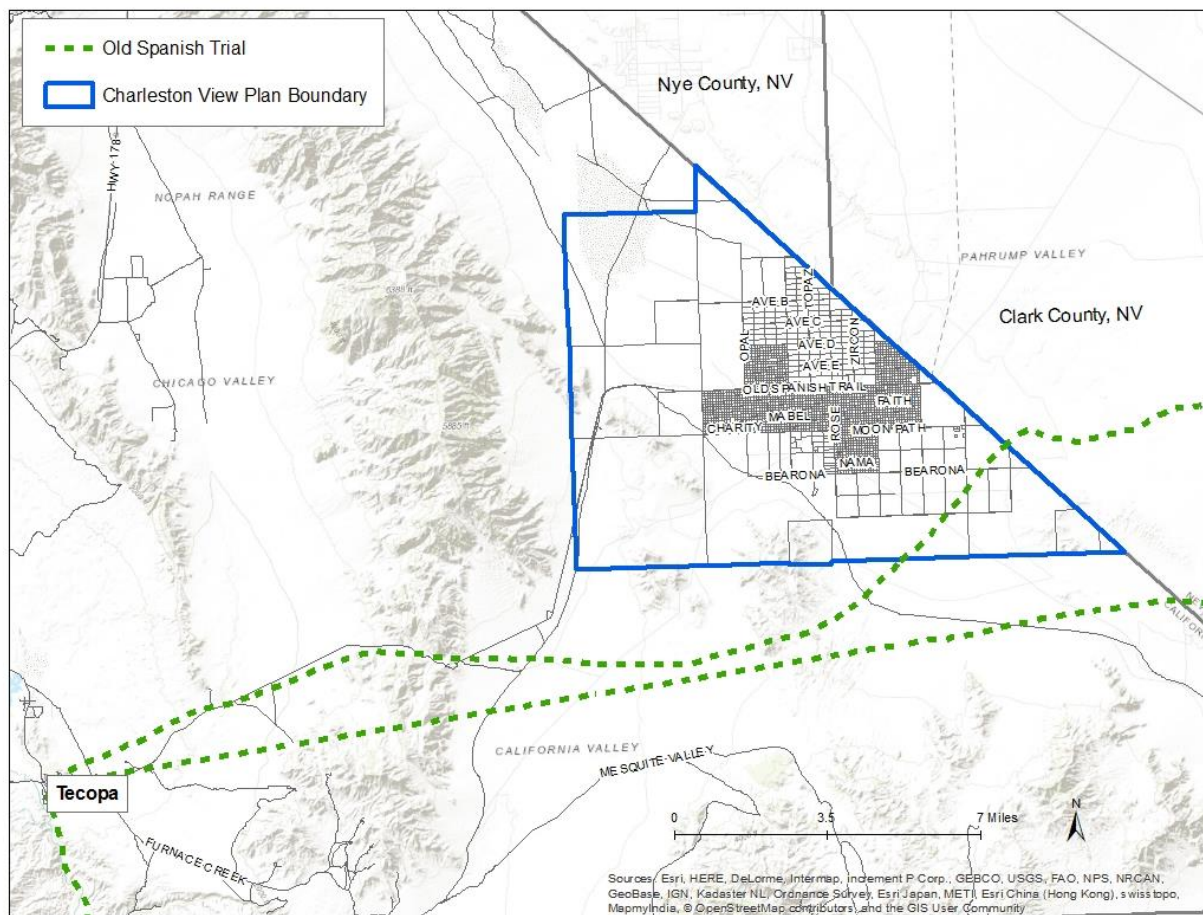 Old Spanish Trial
Charleston View Plan Boundary
Nye County, NV
HWY 178
NOPAH RANGE
6388 ft
PAHRUMP VALLEY
Clark County, NV
TOPAZ
AVE B
AVE C
ZIRCON
OPAL
AVE D
AVE E
CHICAGO VALLEY
OLD SPANISH TRAIL
FAITH
MABEL
ROSE
CHARITY
MOON PATH
NAMA
BEARONA
BEARONA
CALIFORNIA VALLEY
MESQUITE VALLEY
Tecopa
FURNACE CREEK
0 3.5 7 Miles
N
Sources: Esri, HERE, DeLorme, Intermap, increment P Corp., GEBCO, USGS, FAO, NPS, NRCAN,
GeoBase, IGN, Kadaster NL, Ordnance Survey, Esri Japan, METI, Esri China (Hong Kong), swisstopo,
MapmyIndia, © OpenStreetMap contributors, and the GIS User Community